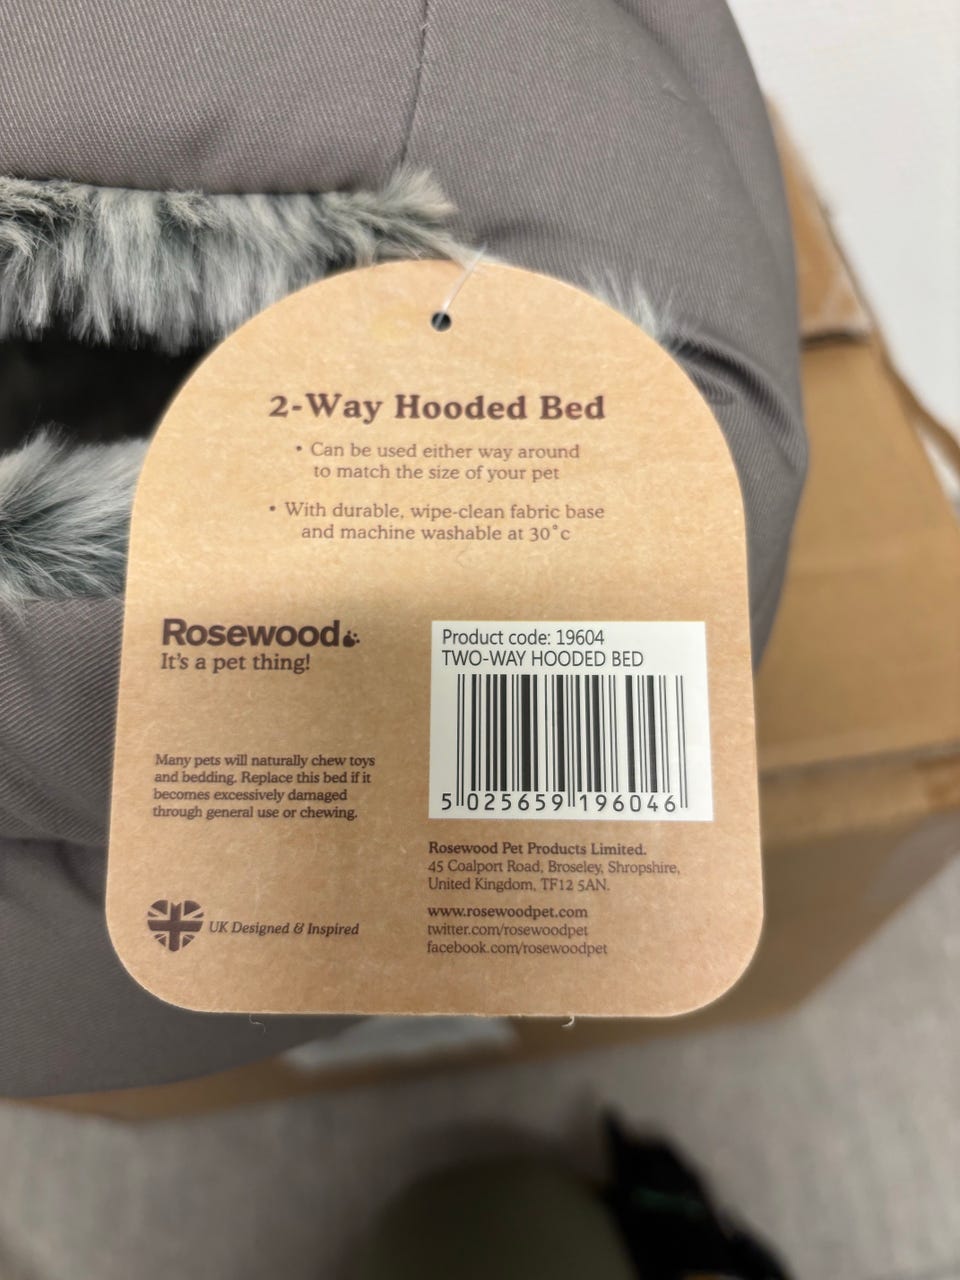 2-Way Hooded Bed
• Can be used either way around
to match the size of your pet
• With durable, wipe-clean fabric base
and machine washable at 30°c
Rosewood
It's a pet thing!
Product code: 19604
TWO-WAY HOODED BED
5 025659 196046
Many pets will naturally chew toys
and bedding. Replace this bed if it
becomes excessively damaged
through general use or chewing.
Rosewood Pet Products Limited.
45 Coalport Road, Broseley, Shropshire,
United Kingdom, TF12 5AN.
www.rosewoodpet.com
twitter.com/rosewoodpet
facebook.com/rosewoodpet
UK Designed & Inspired